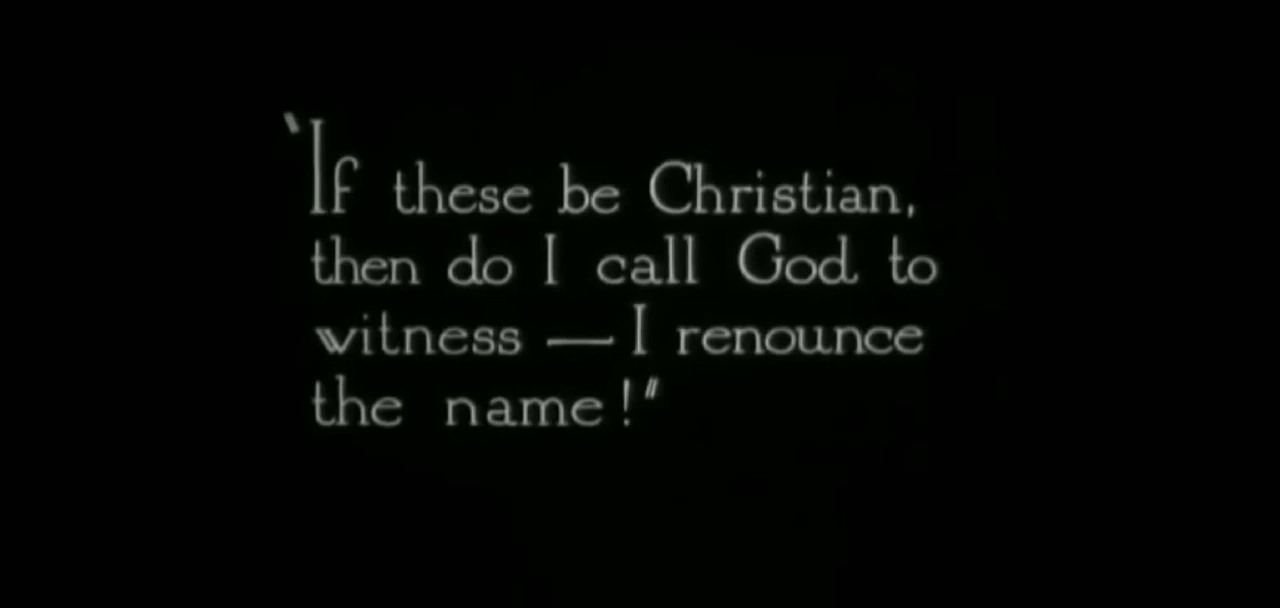 "If these be Christian,
then do I call God to
witness — I renounce
the name!"